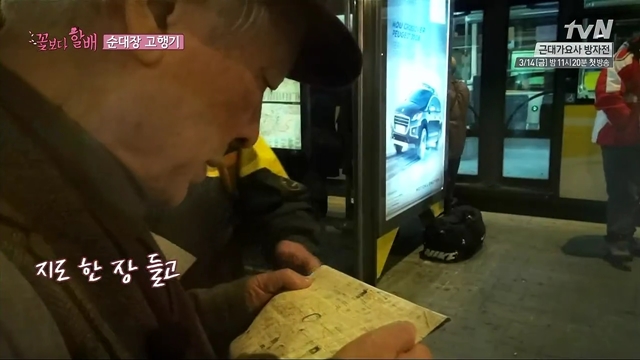 꽃보다 할배
순대장 고행기
tvN
근대가요사 방자전
3/14[금] 밤 11시 20분 첫방송
지도 한 장 들고
NIKE